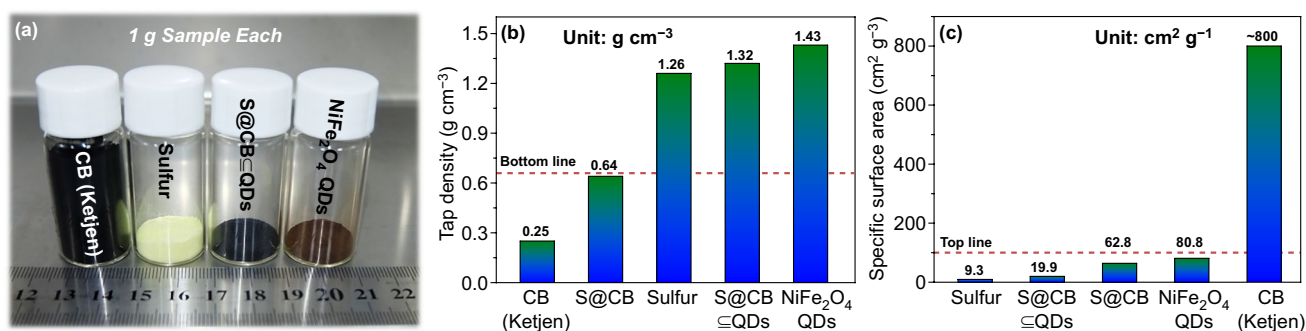 (a)
1 g Sample Each
CB (Ketjen)
Sulfur
S@CB⊆QDs
NiFe₂O₄ QDs
12 13 14 15 16 17 18 19 20 21 22
(b)
Unit: g cm⁻³
Tap density (g cm⁻³)
1.5
1.2
0.9
0.6
0.3
0.0
Bottom line
0.25
0.64
1.26
1.32
1.43
CB
(Ketjen)
S@CB
Sulfur
S@CB
⊆QDs
NiFe₂O₄
QDs
(c)
Unit: cm² g⁻¹
Specific surface area (cm² g⁻³)
800
600
400
200
100
0
Top line
9.3
19.9
62.8
80.8
~800
Sulfur
S@CB
⊆QDs
S@CB
NiFe₂O₄
QDs
CB
(Ketjen)